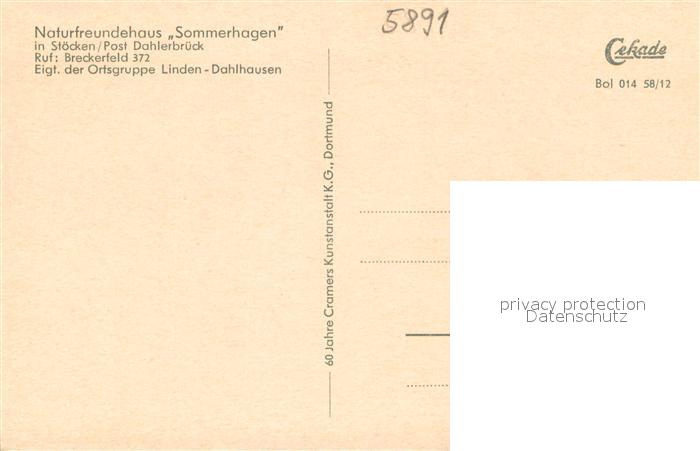 Naturfreundehaus „Sommerhagen"
in Stöcken/Post Dahlerbrück
Ruf: Breckerfeld 372
Eigt. der Ortsgruppe Linden-Dahlhausen
5891
Cekade
Bol 014 58/12
60 Jahre Cramers Kunstanstalt K.G., Dortmund
privacy protection
Datenschutz